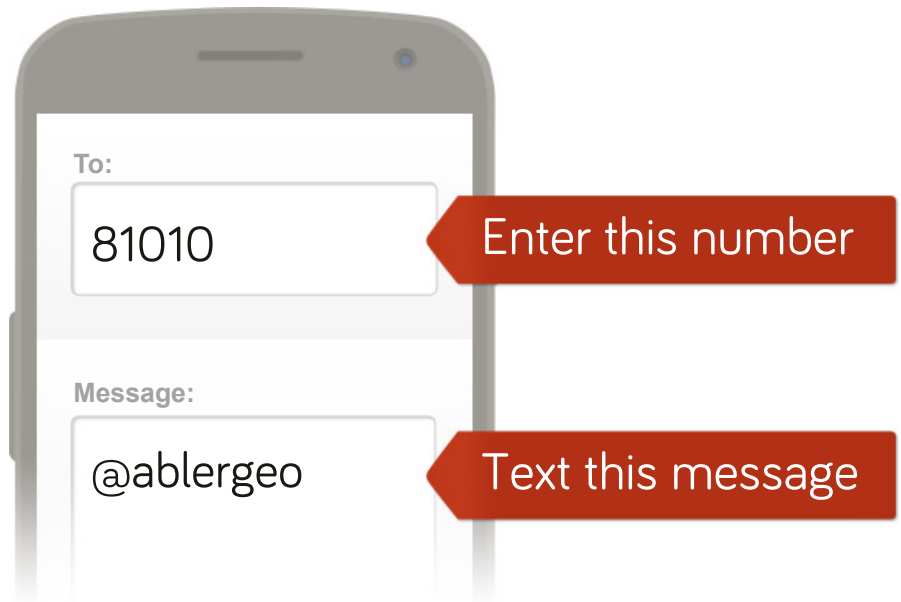 To:
81010
Enter this number
Message:
@ablergeo
Text this message